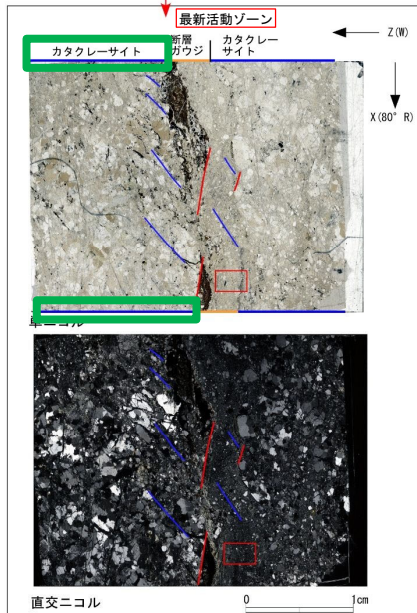 最新活動ゾーン
カタクレーサイト
断層
ガウジ
カタクレー
サイト
Z(W)
X(80° R)
単ニコル
直交ニコル
0
1cm